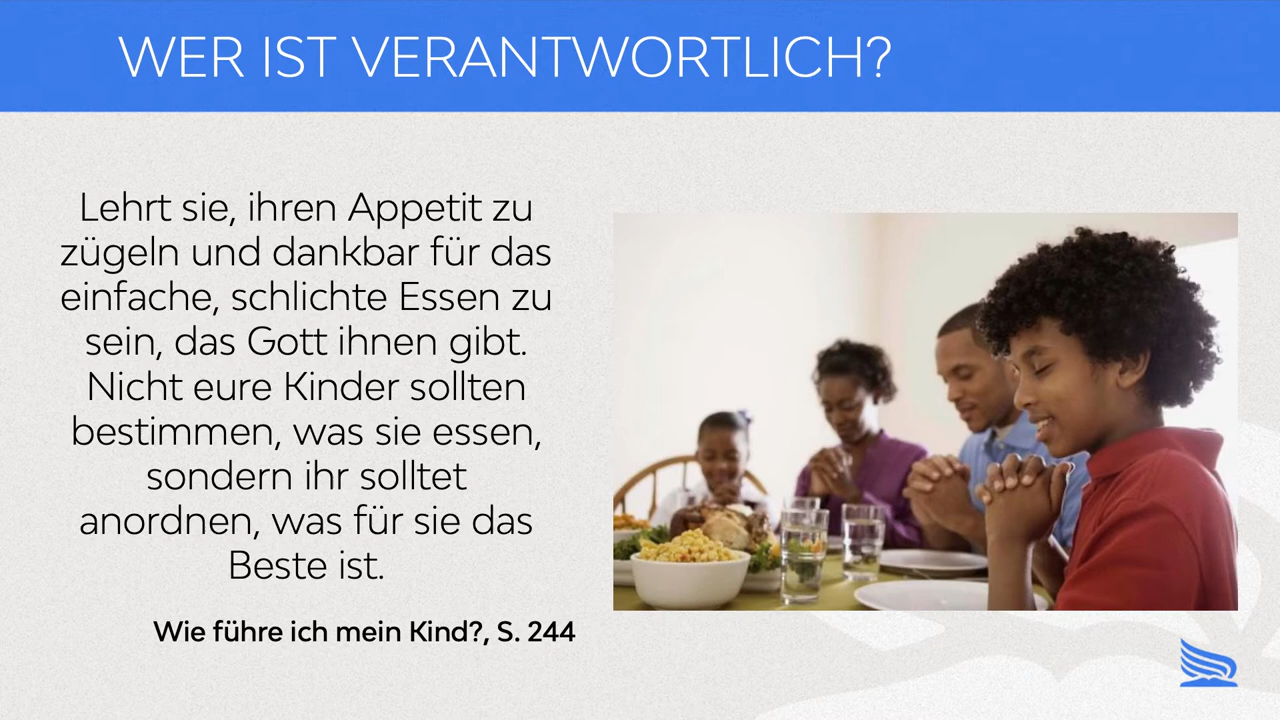 WER IST VERANTWORTLICH?
Lehrt sie, ihren Appetit zu
zügeln und dankbar für das
einfache, schlichte Essen zu
sein, das Gott ihnen gibt.
Nicht eure Kinder sollten
bestimmen, was sie essen,
sondern ihr solltet
anordnen, was für sie das
Beste ist.
Wie führe ich mein Kind?, S. 244